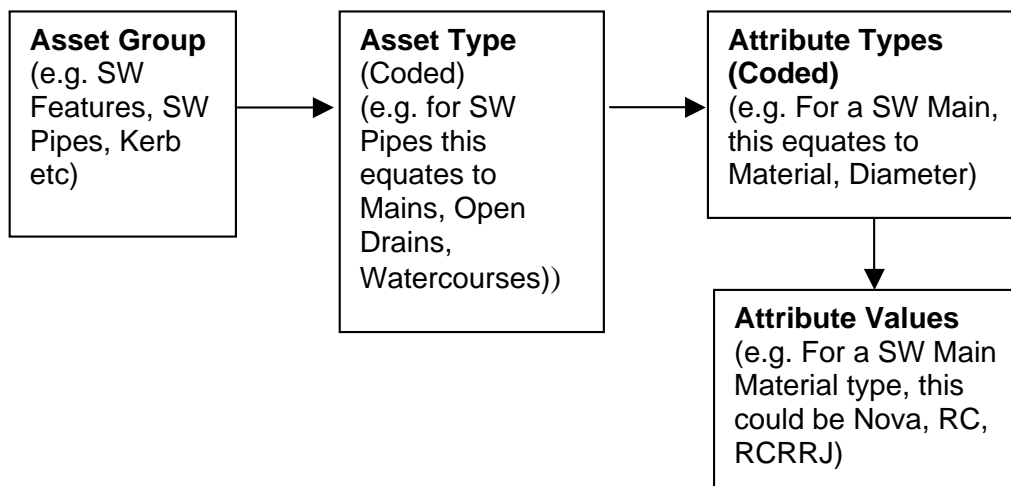 Asset Group
(e.g. SW
Features, SW
Pipes, Kerb
etc)
Asset Type
(Coded)
(e.g. for SW
Pipes this
equates to
Mains, Open
Drains,
Watercourses))
Attribute Types
(Coded)
(e.g. For a SW Main,
this equates to
Material, Diameter)
Attribute Values
(e.g. For a SW Main
Material type, this
could be Nova, RC,
RCRRJ)